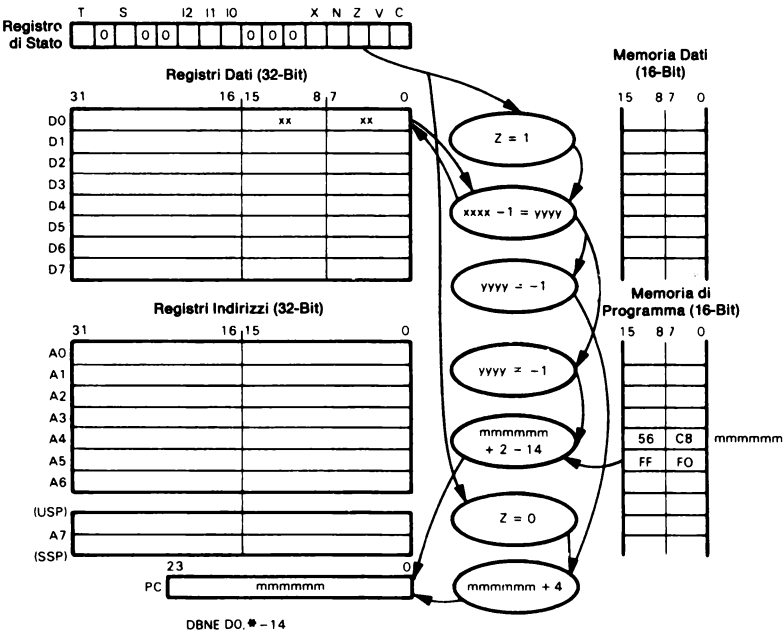 T S I2 I1 I0 X N Z V C
Registro di Stato
0 0 0 0 0 0
Registri Dati (32-Bit)
31 16 15 8 7 0
D0 xx xx
D1
D2
D3
D4
D5
D6
D7
Registri Indirizzi (32-Bit)
31 16 15 0
A0
A1
A2
A3
A4
A5
A6
(USP)
A7
(SSP)
23 0
PC mmmmmm
DBNE D0, * – 14
Z = 1
xxxx – 1 = yyyy
yyyy = –1
yyyy ≠ –1
mmmmmm
+ 2 – 14
Z = 0
mmmmmm + 4
Memoria Dati
(16-Bit)
15 8 7 0
Memoria di
Programma (16-Bit)
15 8 7 0
56 C8 mmmmmm
FF F0